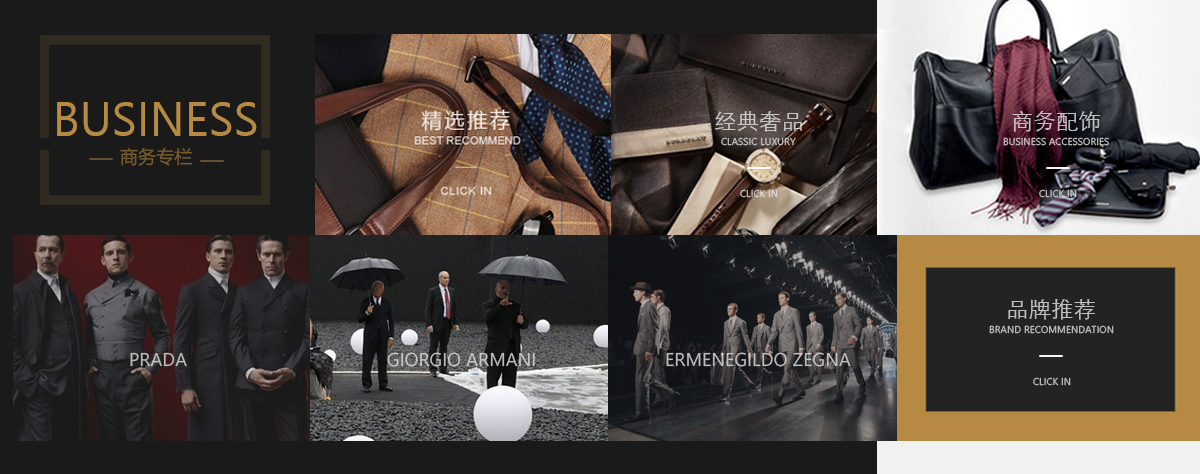 BUSINESS
商务专栏
精选推荐
BEST RECOMMEND
CLICK IN
经典奢品
CLASSIC LUXURY
CLICK IN
商务配饰
BUSINESS ACCESSORIES
CLICK IN
PRADA
GIORGIO ARMANI
ERMENEGILDO ZEGNA
品牌推荐
BRAND RECOMMENDATION
CLICK IN